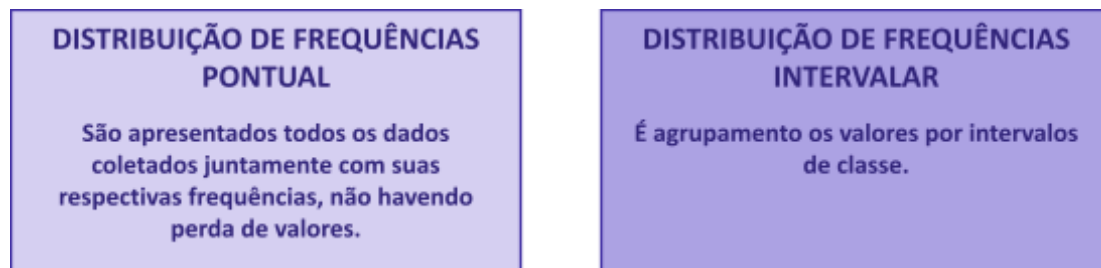 DISTRIBUIÇÃO DE FREQUÊNCIAS
PONTUAL
São apresentados todos os dados
coletados juntamente com suas
respectivas frequências, não havendo
perda de valores.
DISTRIBUIÇÃO DE FREQUÊNCIAS
INTERVALAR
É agrupamento os valores por intervalos
de classe.